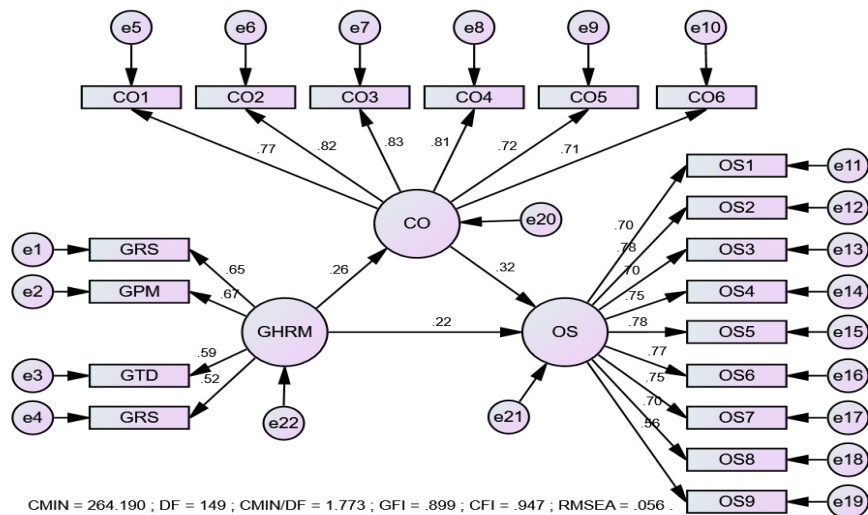 e5 e6 e7 e8 e9 e10
CO1 CO2 CO3 CO4 CO5 CO6
.77 .82 .83 .81 .72 .71
OS1 e11
OS2 e12
OS3 e13
OS4 e14
OS5 e15
OS6 e16
OS7 e17
OS8 e18
OS9 e19
.70
.78
.70
.75
.78
.77
.75
.70
.56
CO e20
.26 .32
e1 GRS .65
e2 GPM .67
GHRM .22 OS
e3 GTD .59
e4 GRS .52
e22 e21
CMIN = 264.190 ; DF = 149 ; CMIN/DF = 1.773 ; GFI = .899 ; CFI = .947 ; RMSEA = .056 .